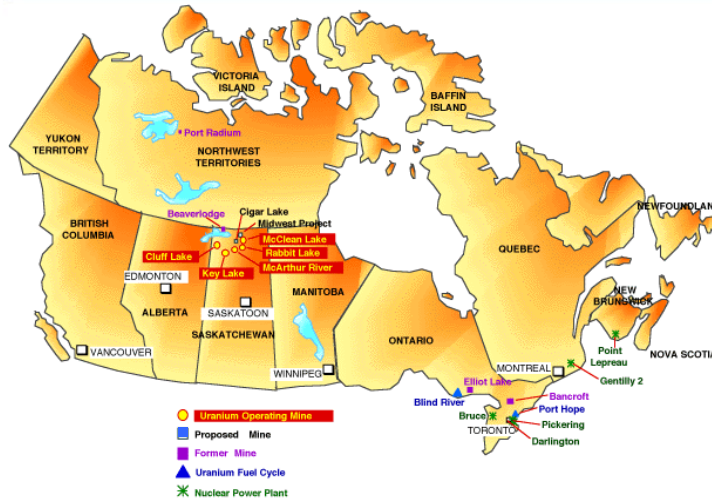 VICTORIA
ISLAND
BAFFIN
ISLAND
Port Radium
YUKON
TERRITORY
NORTHWEST
TERRITORIES
Beaverlodge
Cigar Lake
Midwest Project
McClean Lake
Rabbit Lake
McArthur River
Cluff Lake
Key Lake
BRITISH
COLUMBIA
EDMONTON
ALBERTA
SASKATOON
SASKATCHEWAN
MANITOBA
WINNIPEG
VANCOUVER
ONTARIO
QUEBEC
NEWFOUNDLAN
NEW
BRUNSWICK
NOVA SCOTI
Point
Lepreau
Gentilly 2
MONTREAL
Elliot Lake
Blind River
Bancroft
Port Hope
Bruce
TORONTO
Pickering
Darlington
Uranium Operating Mine
Proposed Mine
Former Mine
Uranium Fuel Cycle
Nuclear Power Plant